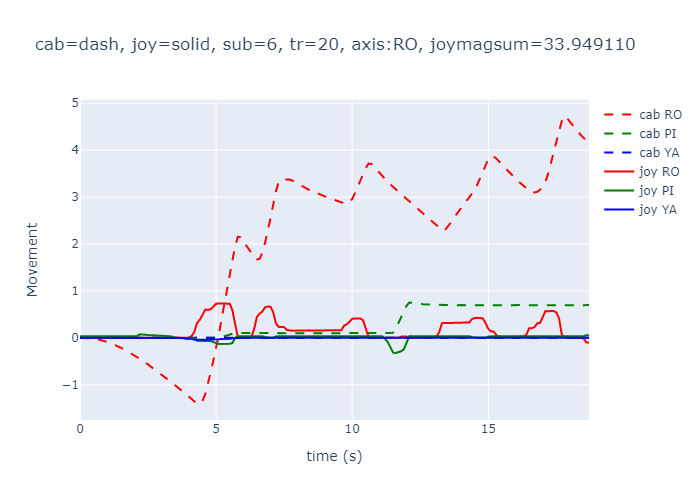 cab=dash, joy=solid, sub=6, tr=20, axis:RO, joymagsum=33.949110
5
4
3
2
1
0
−1
Movement
0
5
10
15
time (s)
cab RO
cab PI
cab YA
joy RO
joy PI
joy YA